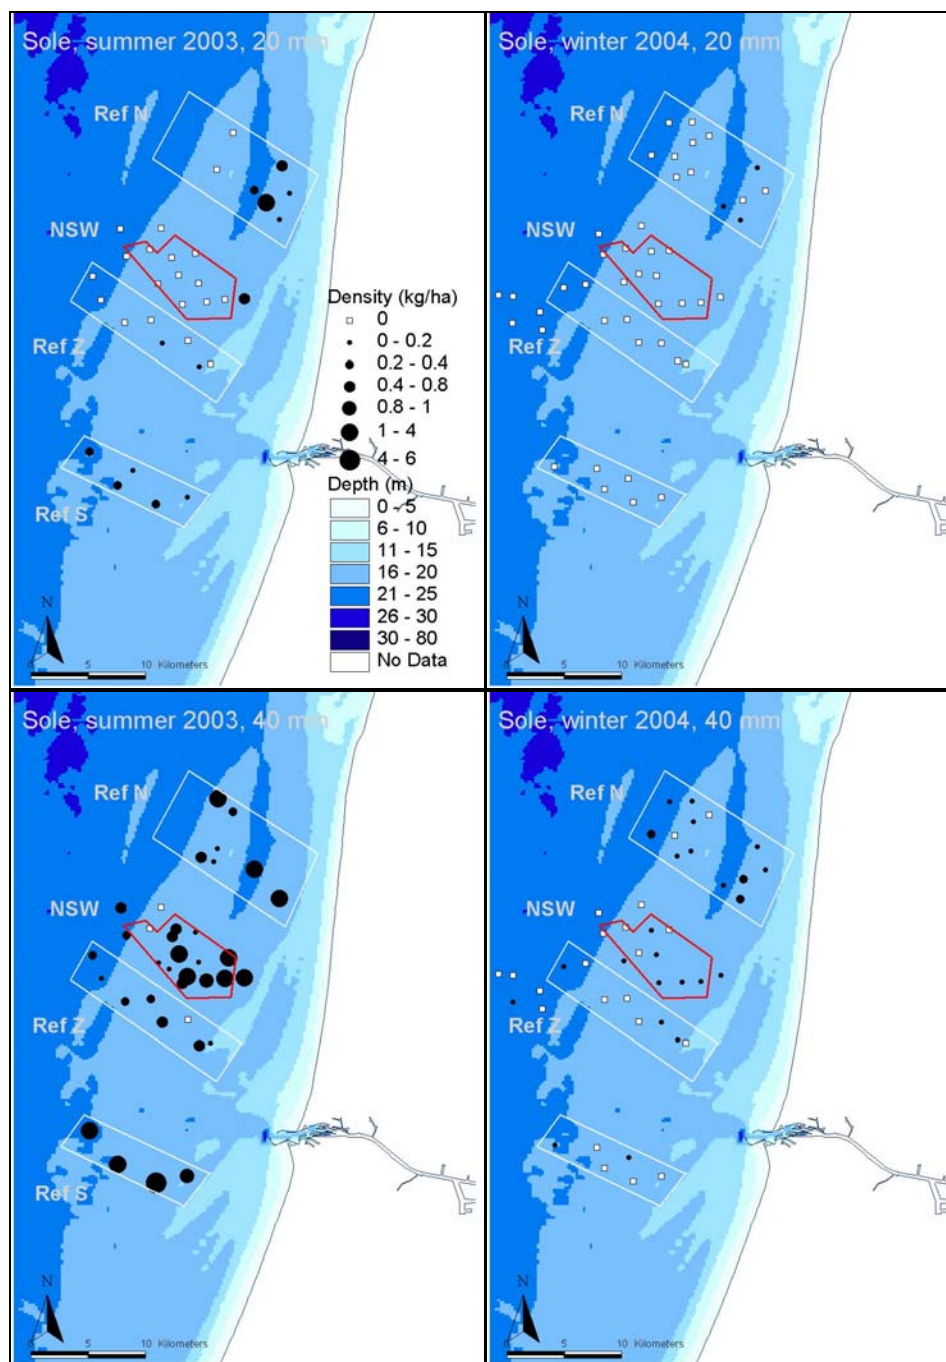 Sole, summer 2003, 20 mm
Ref N
NSW
Ref Z
Ref S
Density (kg/ha)
0
0 - 0.2
0.2 - 0.4
0.4 - 0.8
0.8 - 1
1 - 4
4 - 6
Depth (m)
0 - 5
6 - 10
11 - 15
16 - 20
21 - 25
26 - 30
30 - 80
No Data
N
0 5 10 Kilometers
Sole, winter 2004, 20 mm
Ref N
NSW
Ref Z
Ref S
N
0 5 10 Kilometers
Sole, summer 2003, 40 mm
Ref N
NSW
Ref Z
Ref S
N
0 5 10 Kilometers
Sole, winter 2004, 40 mm
Ref N
NSW
Ref Z
Ref S
N
0 5 10 Kilometers